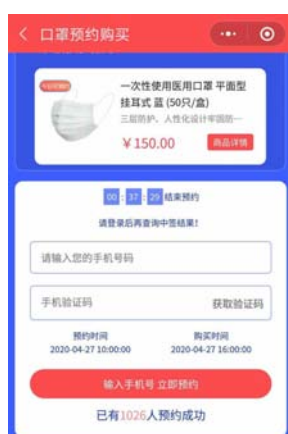 口罩预约购买
一次性使用医用口罩 平面型
挂耳式 蓝 (50只/盒)
三层防护,人性化设计牢固防…
¥150.00
商品详情
00 : 37 : 25 结束预约
请登录后再查询中签结果!
请输入您的手机号码
手机验证码 获取验证码
预约时间 购买时间
2020-04-27 10:00:00 2020-04-27 16:00:00
输入手机号 立即预约
已有1026人预约成功